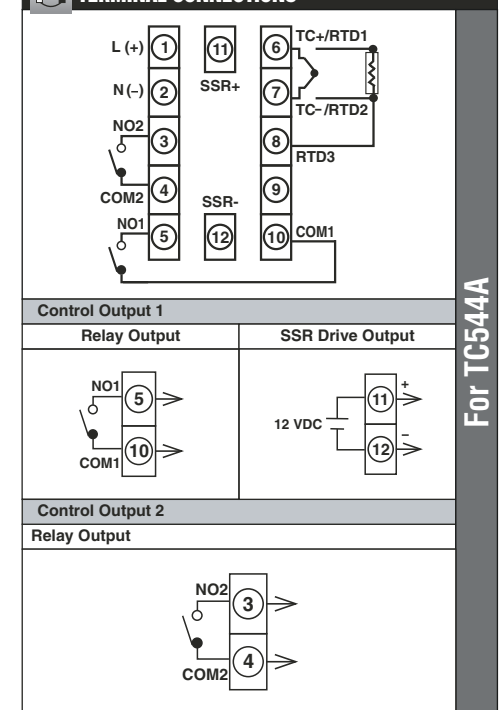 TERMINAL CONNECTIONS
L (+) 1 11 6 TC+/RTD1
SSR+
N (–) 2 7
TC–/RTD2
NO2
3 8
RTD3
4 9
COM2
SSR-
NO1
5 12 10 COM1
For TC544A
Control Output 1
Relay Output
SSR Drive Output
NO1
5
COM1
10
12 VDC
11 +
12 –
Control Output 2
Relay Output
NO2
3
4
COM2